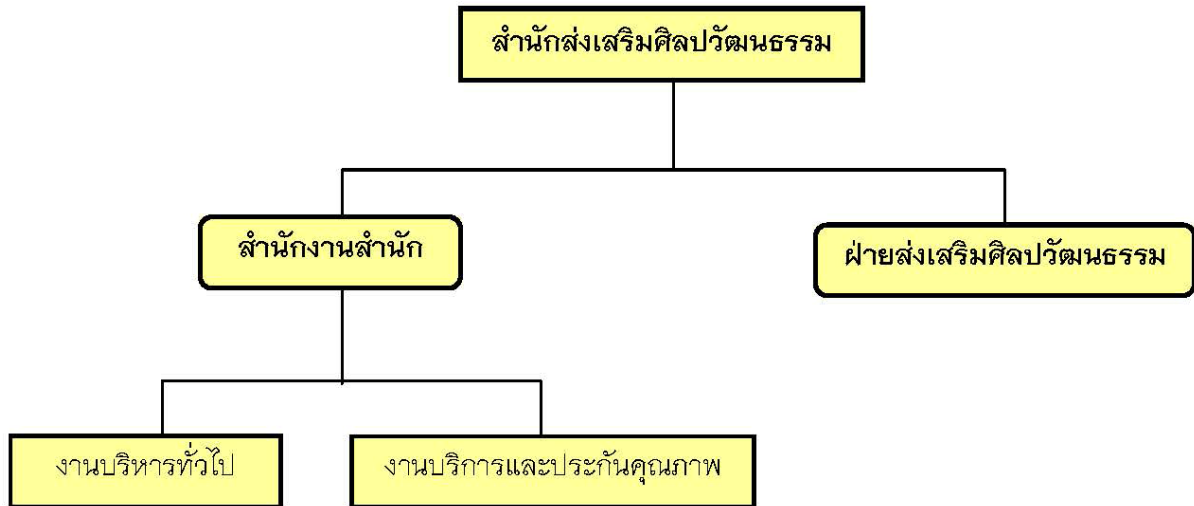 สำนักส่งเสริมศิลปวัฒนธรรม
สำนักงานสำนัก
ฝ่ายส่งเสริมศิลปวัฒนธรรม
งานบริหารทั่วไป
งานบริการและประกันคุณภาพ